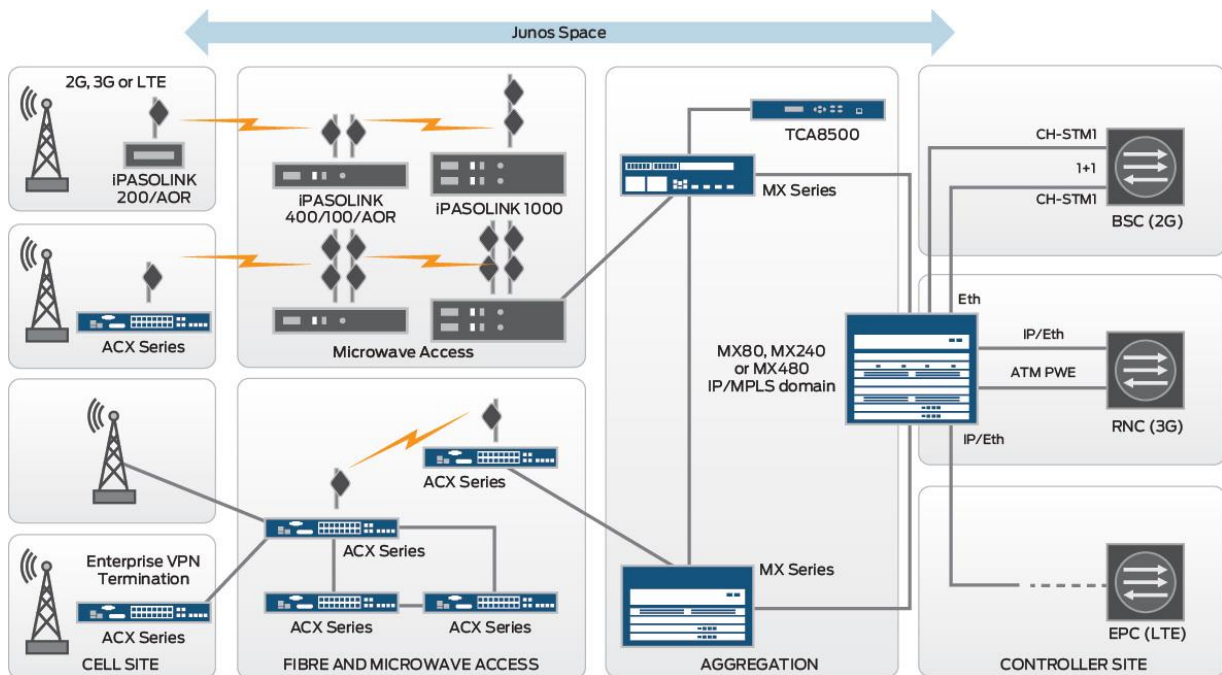 Junos Space
2G, 3G or LTE
iPASOLINK
200/AOR
iPASOLINK
400/100/AOR
iPASOLINK 1000
ACX Series
Microwave Access
ACX Series
ACX Series
ACX Series
ACX Series
Enterprise VPN
Termination
ACX Series
CELL SITE
FIBRE AND MICROWAVE ACCESS
TCA8500
MX Series
MX80, MX240
or MX480
IP/MPLS domain
MX Series
AGGREGATION
CH-STM1
1+1
CH-STM1
BSC (2G)
Eth
IP/Eth
ATM PWE
RNC (3G)
IP/Eth
EPC (LTE)
CONTROLLER SITE